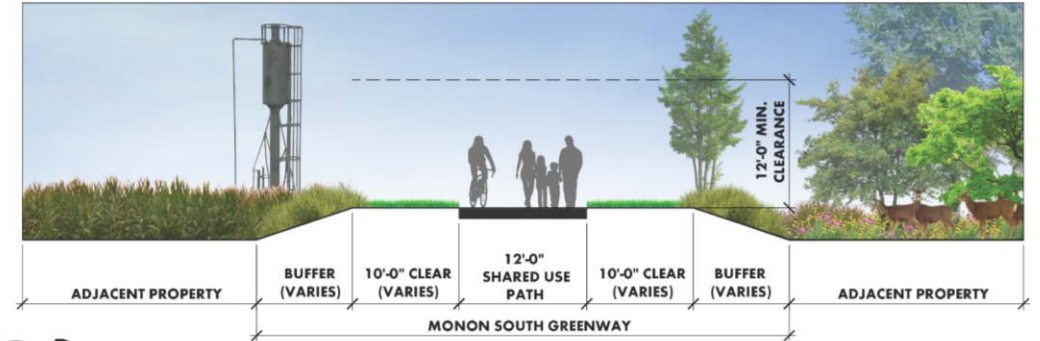 12'-0" MIN.
CLEARANCE
ADJACENT PROPERTY
BUFFER
(VARIES)
10'-0" CLEAR
(VARIES)
12'-0"
SHARED USE
PATH
10'-0" CLEAR
(VARIES)
BUFFER
(VARIES)
ADJACENT PROPERTY
MONON SOUTH GREENWAY